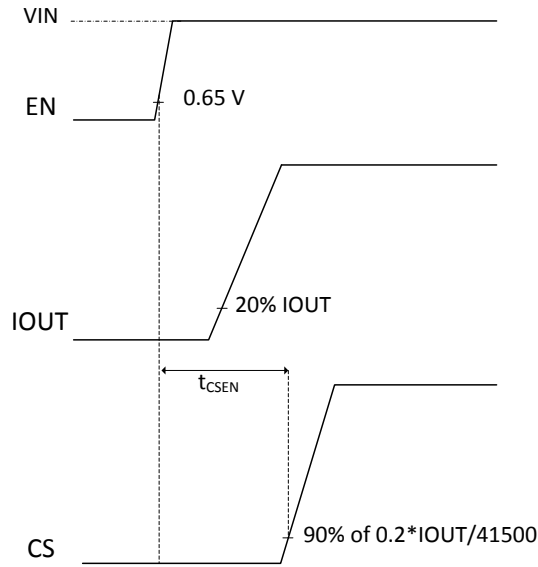 VIN
0.65 V
EN
20% IOUT
IOUT
tCSEN
90% of 0.2*IOUT/41500
CS